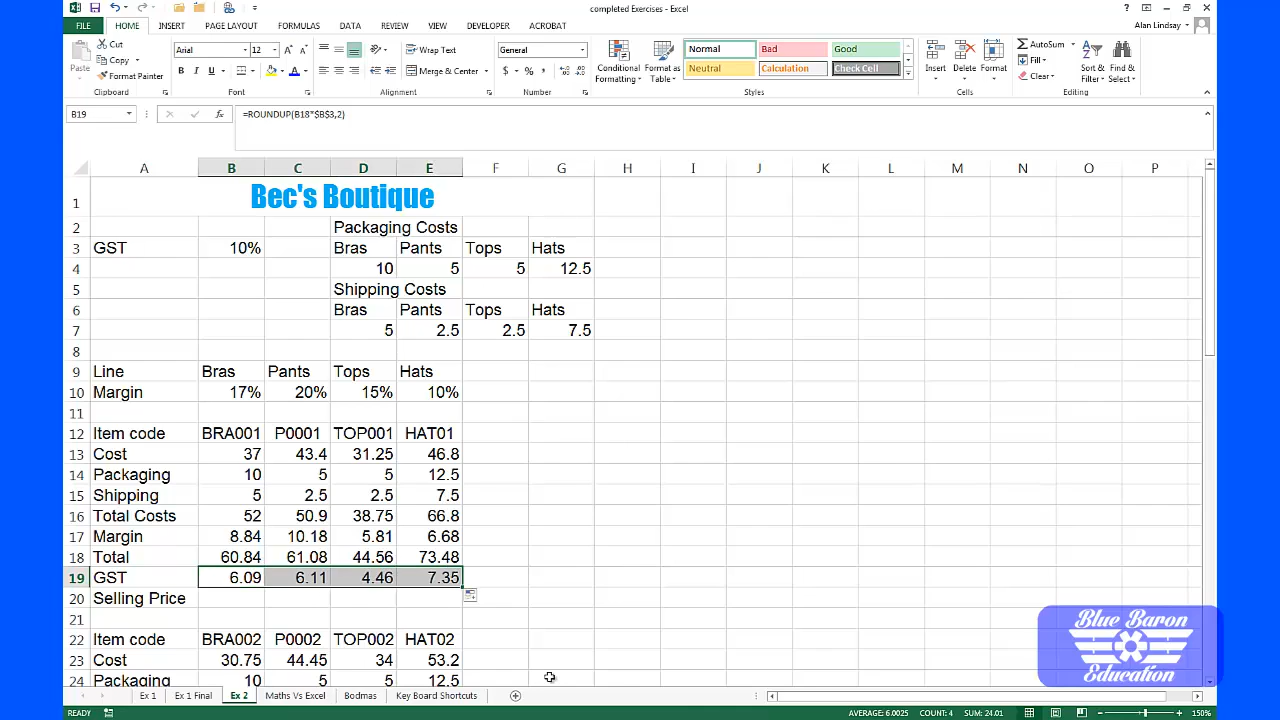 completed Exercises - Excel
FILE HOME INSERT PAGE LAYOUT FORMULAS DATA REVIEW VIEW DEVELOPER ACROBAT Alan Lindsay
Cut Arial 12 Wrap Text General Normal Bad Good AutoSum
Paste Copy Conditional Formatting Format as Table Insert Delete Format Fill Sort & Filter Find & Select
Format Painter B I U Merge & Center $ % , Neutral Calculation Check Cell Clear
Clipboard Font Alignment Number Styles Cells Editing
B19 fx =ROUNDUP(B18*$B$3,2)
A B C D E F G H I J K L M N O P
1 Bec's Boutique
2 Packaging Costs
3 GST 10% Bras Pants Tops Hats
4 10 5 5 12.5
5 Shipping Costs
6 Bras Pants Tops Hats
7 5 2.5 2.5 7.5
8
9 Line Bras Pants Tops Hats
10 Margin 17% 20% 15% 10%
11
12 Item code BRA001 P0001 TOP001 HAT01
13 Cost 37 43.4 31.25 46.8
14 Packaging 10 5 5 12.5
15 Shipping 5 2.5 2.5 7.5
16 Total Costs 52 50.9 38.75 66.8
17 Margin 8.84 10.18 5.81 6.68
18 Total 60.84 61.08 44.56 73.48
19 GST 6.09 6.11 4.46 7.35
20 Selling Price
21
22 Item code BRA002 P0002 TOP002 HAT02
23 Cost 30.75 44.45 34 53.2
24 Packaging 10 5 5 12.5
Blue Baron
Education
Ex 1 Ex 1 Final Ex 2 Maths Vs Excel Bodmas Key Board Shortcuts
READY AVERAGE: 6.0025 COUNT: 4 SUM: 24.01 150%